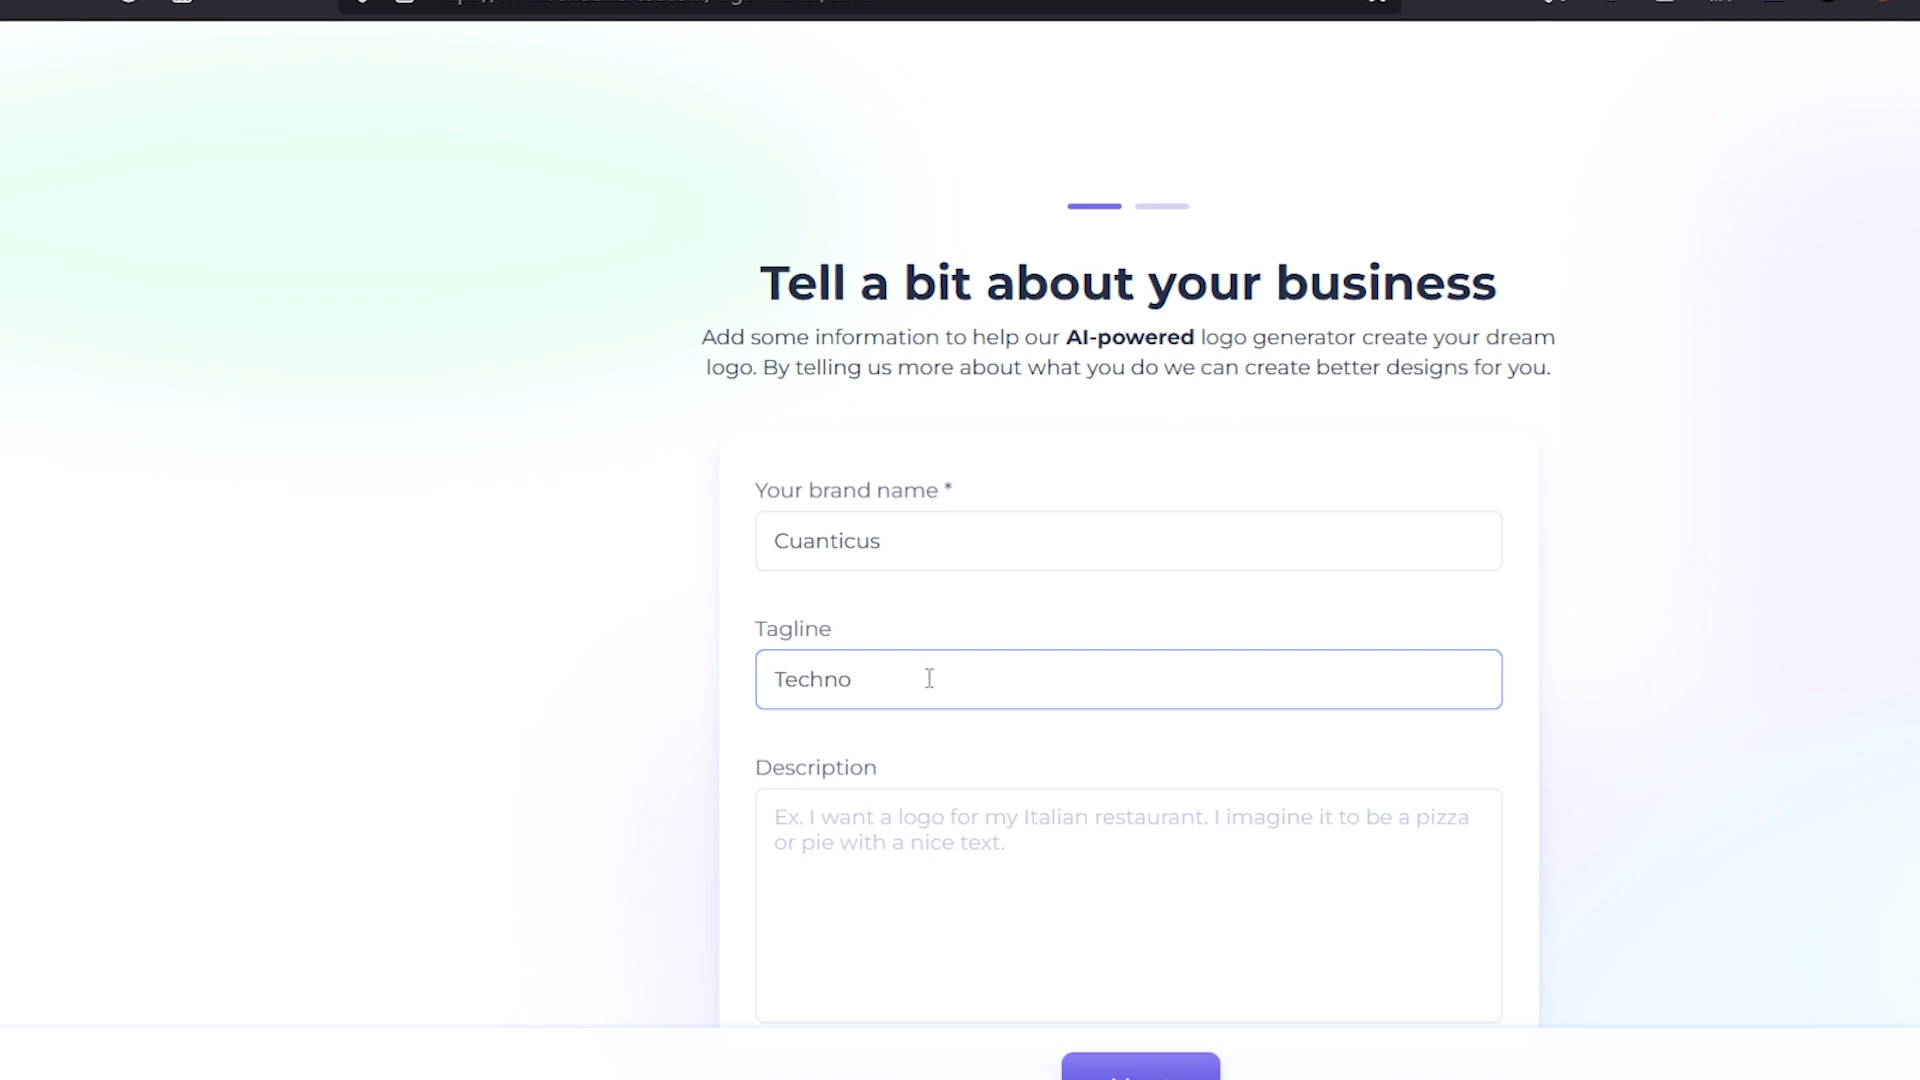 Tell a bit about your business
Add some information to help our AI-powered logo generator create your dream
logo. By telling us more about what you do we can create better designs for you.
Your brand name *
Cuanticus
Tagline
Techno
Description
Ex. I want a logo for my Italian restaurant. I imagine it to be a pizza
or pie with a nice text.